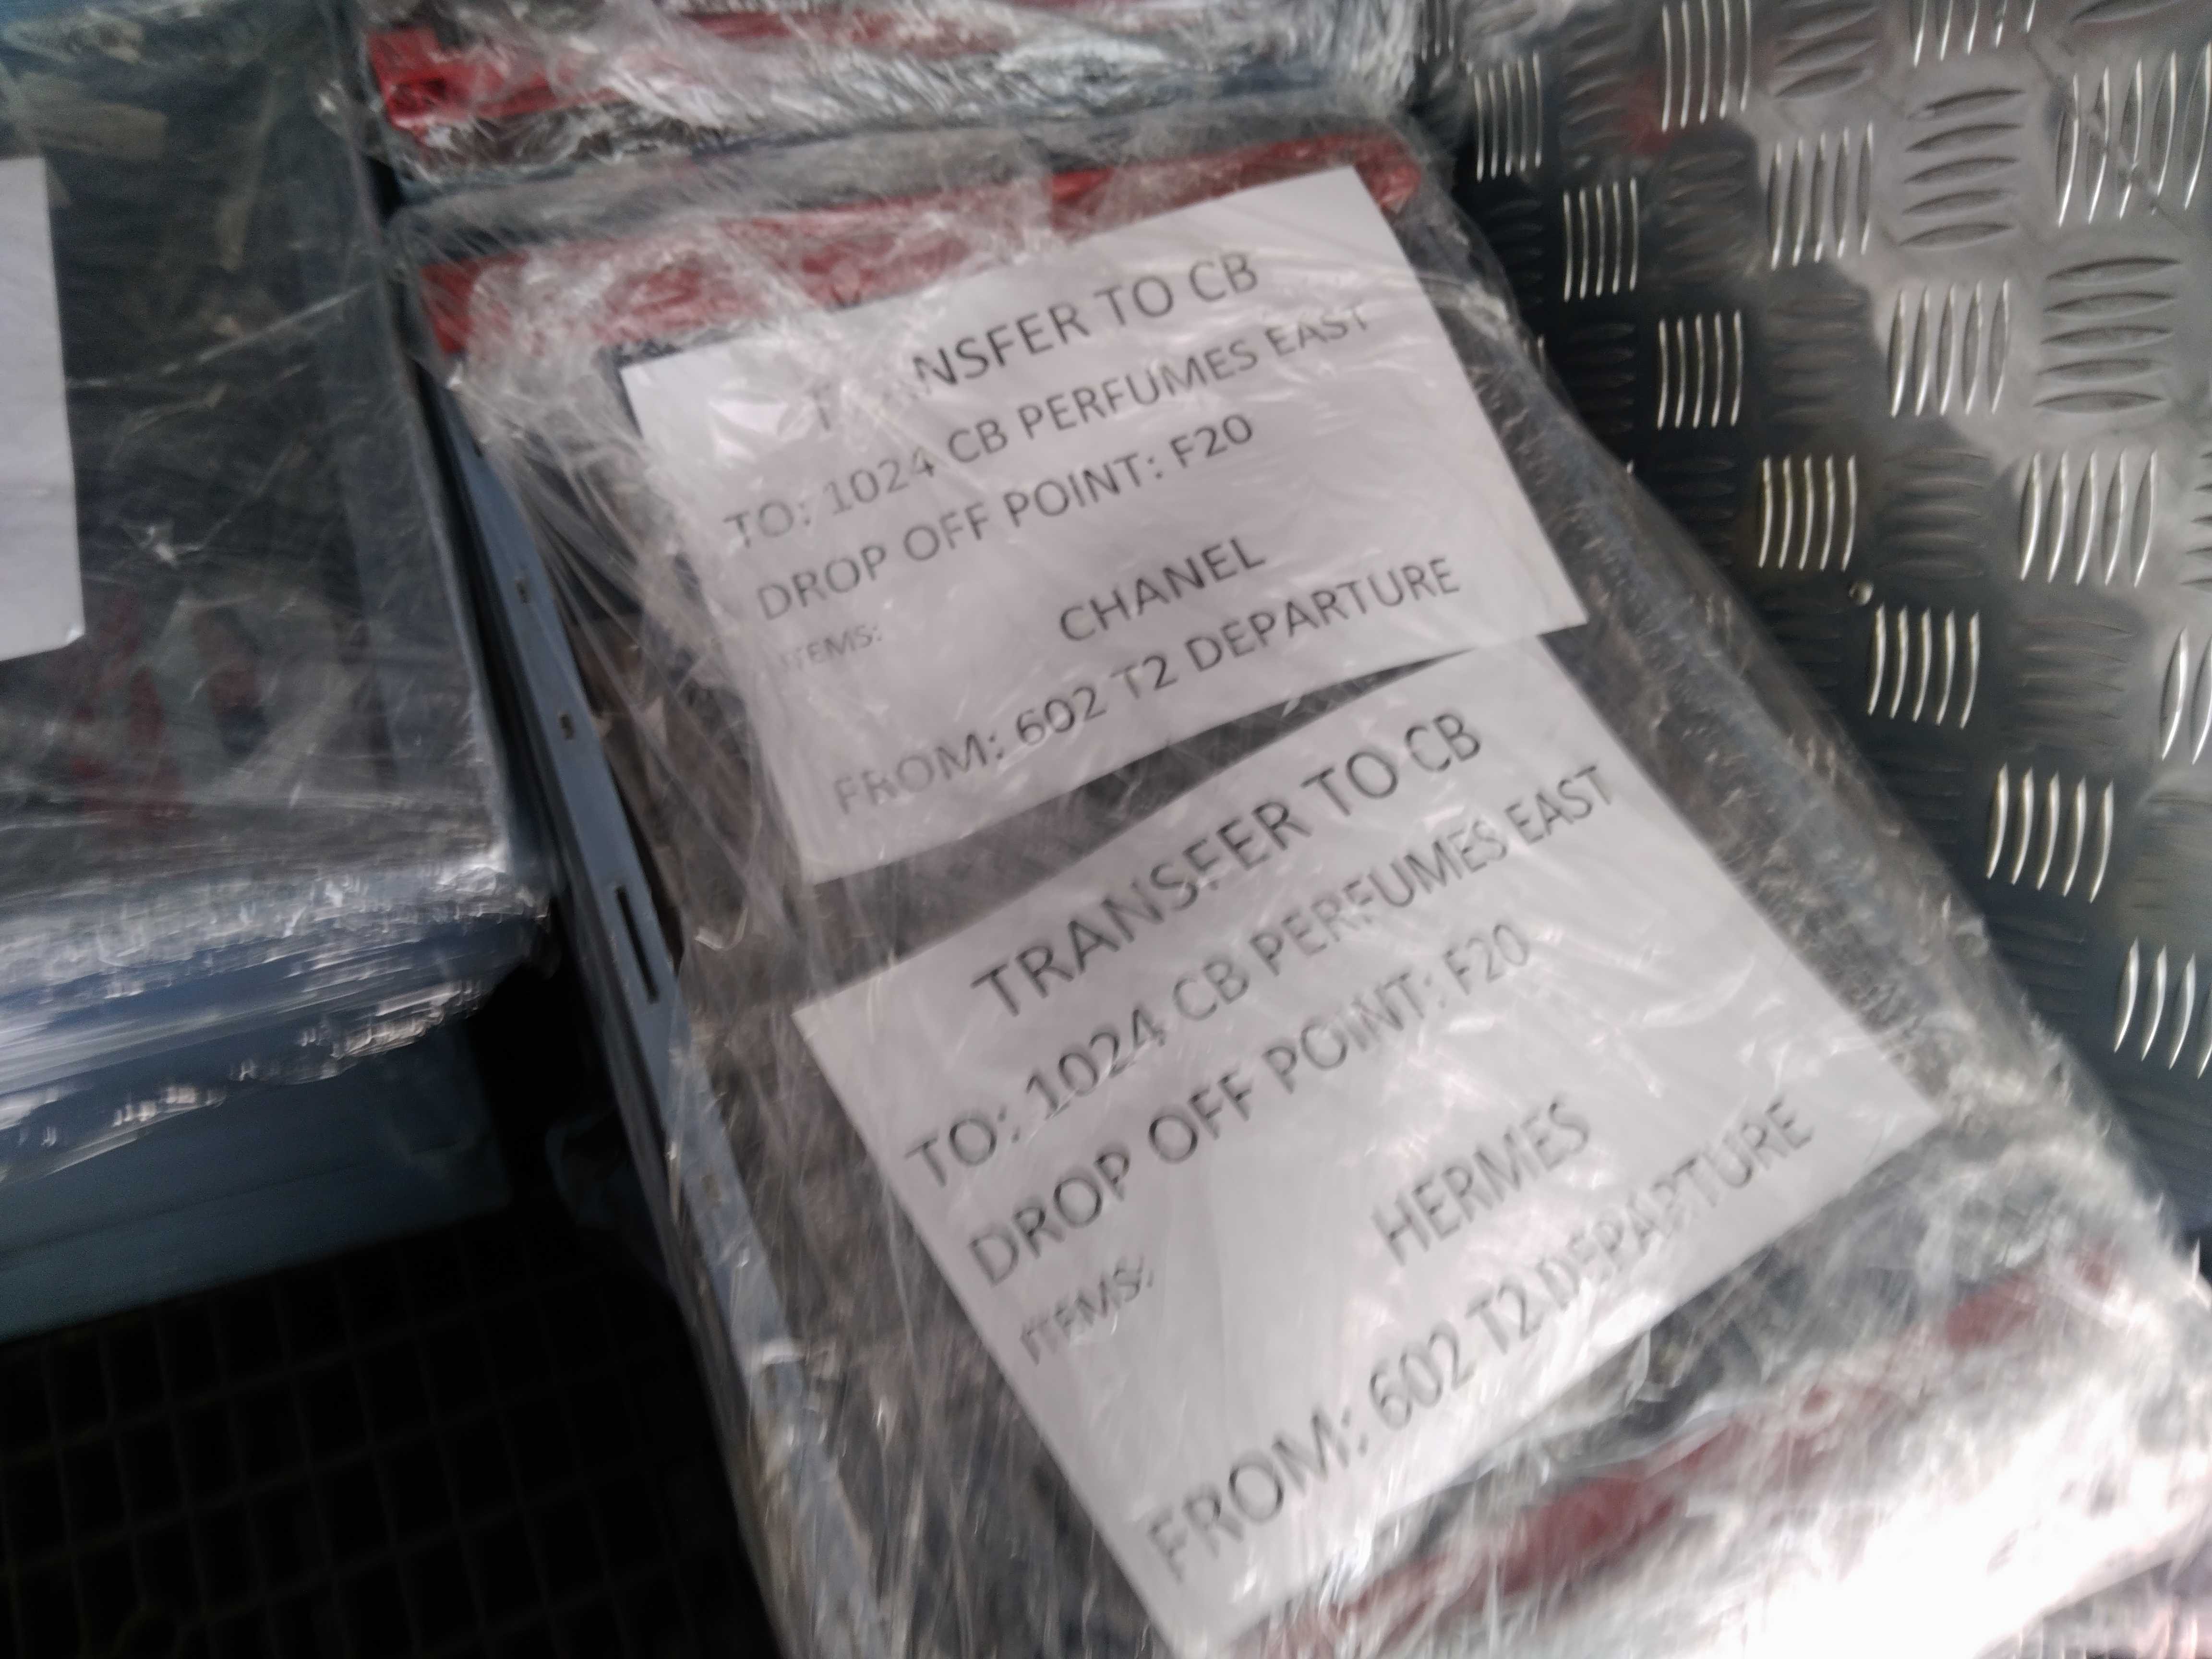 NSFER TO CB
TO: 1024 CB PERFUMES EAST
DROP OFF POINT: F20
ITEMS: CHANEL
FROM: 602 T2 DEPARTURE
TRANSFER TO CB
TO: 1024 CB PERFUMES EAST
DROP OFF POINT: F20
ITEMS: HERMES
FROM: 602 T2 DEPARTURE